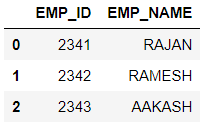 EMP_ID EMP_NAME
0 2341 RAJAN
1 2342 RAMESH
2 2343 AAKASH